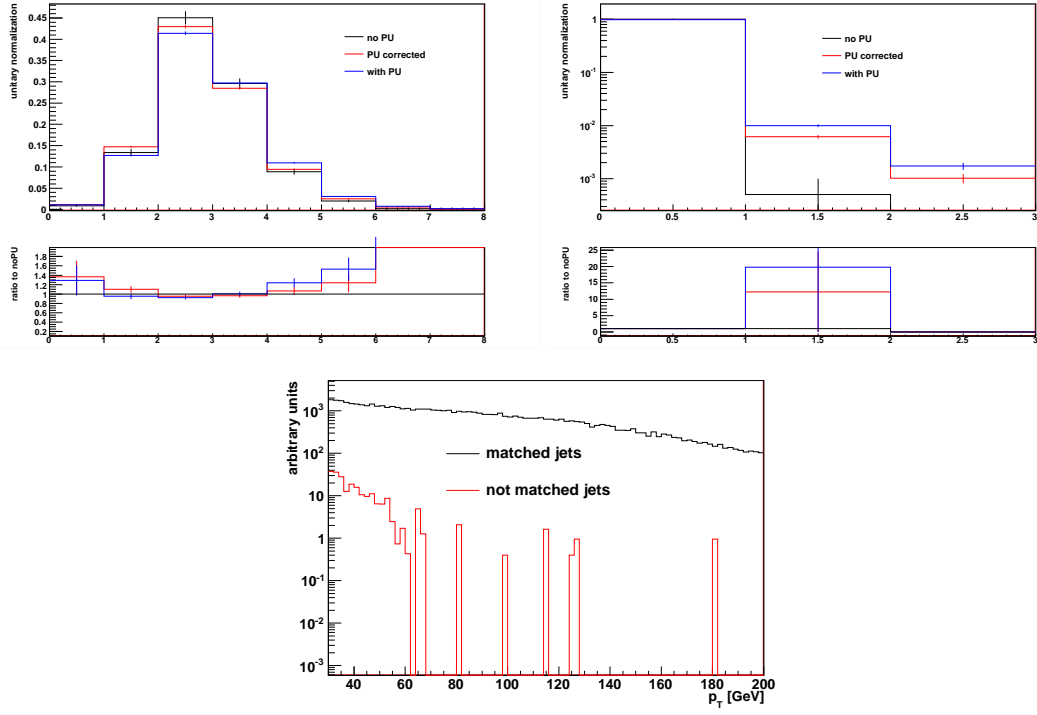 unitary normalization
0.45
0.4
0.35
0.3
0.25
0.2
0.15
0.1
0.05
0
no PU
PU corrected
with PU
0 1 2 3 4 5 6 7 8
ratio to noPU
1.8
1.6
1.4
1.2
1
0.8
0.6
0.4
0.2
0 1 2 3 4 5 6 7 8
unitary normalization
1
10^-1
10^-2
10^-3
no PU
PU corrected
with PU
0 0.5 1 1.5 2 2.5 3
ratio to noPU
25
20
15
10
5
0
0 0.5 1 1.5 2 2.5 3
arbitrary units
10^3
10^2
10
1
10^-1
10^-2
10^-3
matched jets
not matched jets
40 60 80 100 120 140 160 180 200
p_T [GeV]